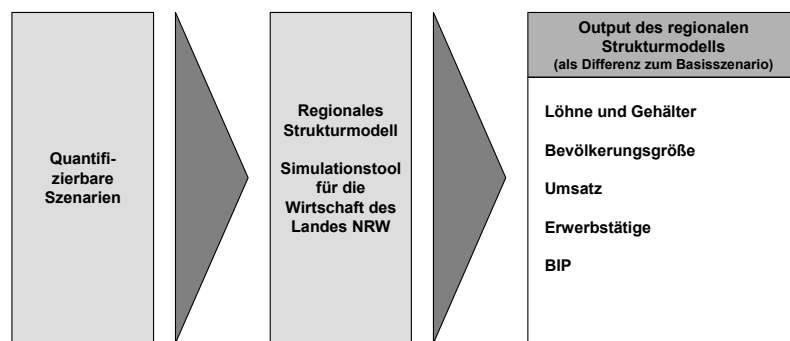 Quantifi-
zierbare
Szenarien
Regionales
Strukturmodell
Simulationstool
für die
Wirtschaft des
Landes NRW
Output des regionalen
Strukturmodells
(als Differenz zum Basisszenario)
Löhne und Gehälter
Bevölkerungsgröße
Umsatz
Erwerbstätige
BIP